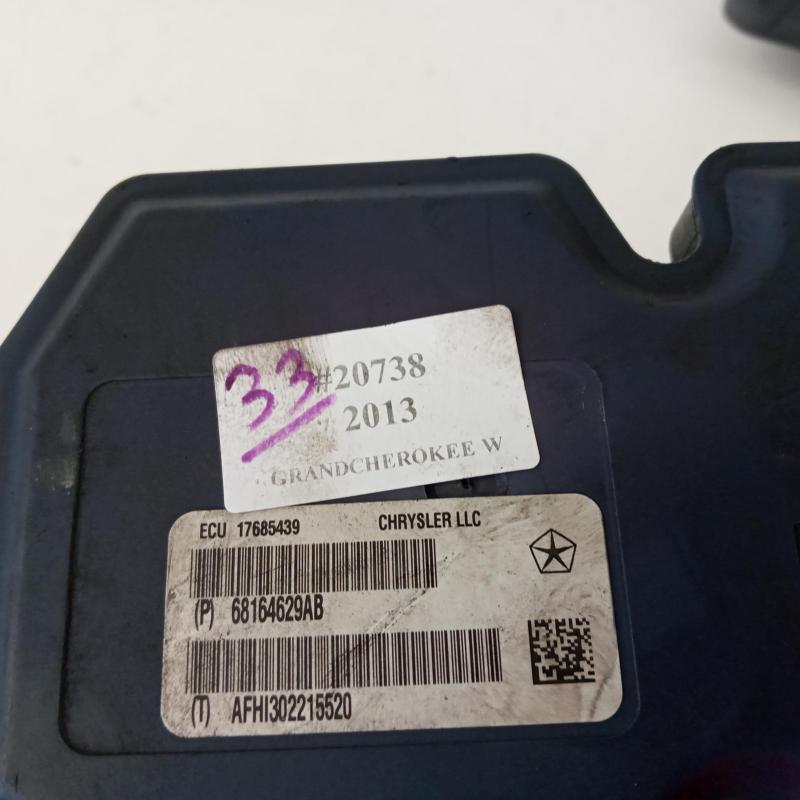 33 #20738
2013
GRANDCHEROKEE W
ECU 17685439 CHRYSLER LLC
(P) 68164629AB
(T) AFHI302215520